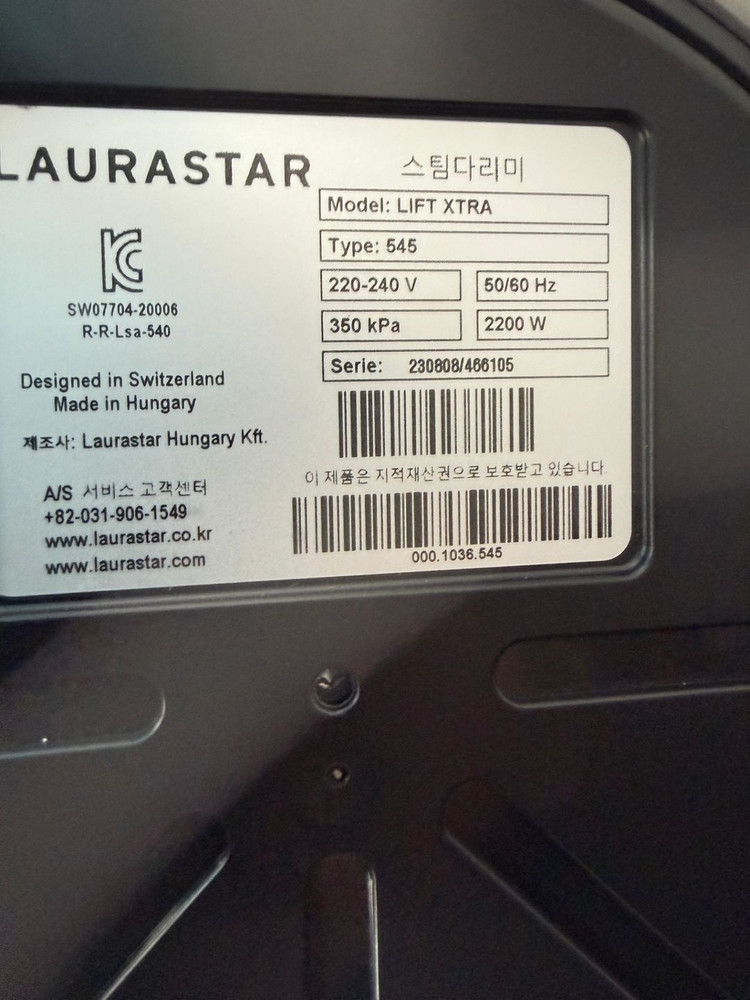 LAURASTAR
스팀다리미
Model: LIFT XTRA
Type: 545
220-240 V
50/60 Hz
350 kPa
2200 W
Serie: 230808/466105
SW07704-20006
R-R-Lsa-540
Designed in Switzerland
Made in Hungary
제조사: Laurastar Hungary Kft.
A/S 서비스 고객센터
+82-031-906-1549
www.laurastar.co.kr
www.laurastar.com
이 제품은 지적재산권으로 보호받고 있습니다.
000.1036.545